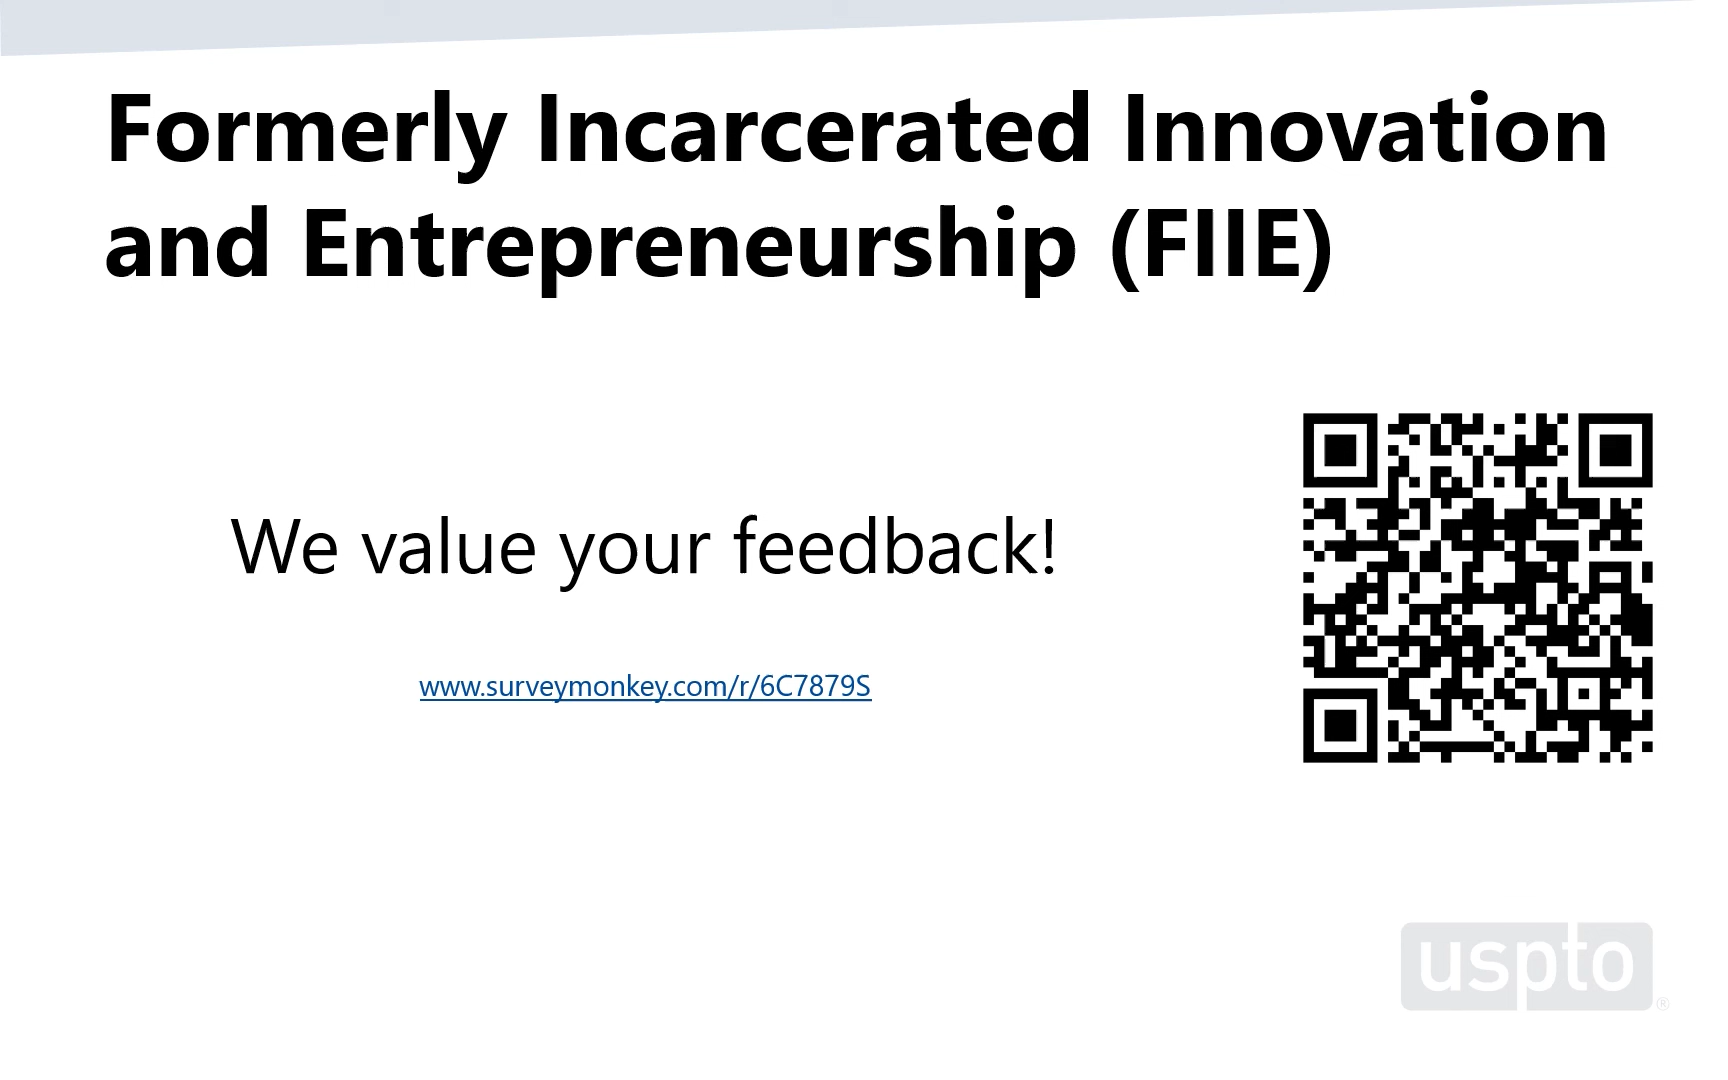 Formerly Incarcerated Innovation
and Entrepreneurship (FIIE)
We value your feedback!
www.surveymonkey.com/r/6C7879S
uspto®